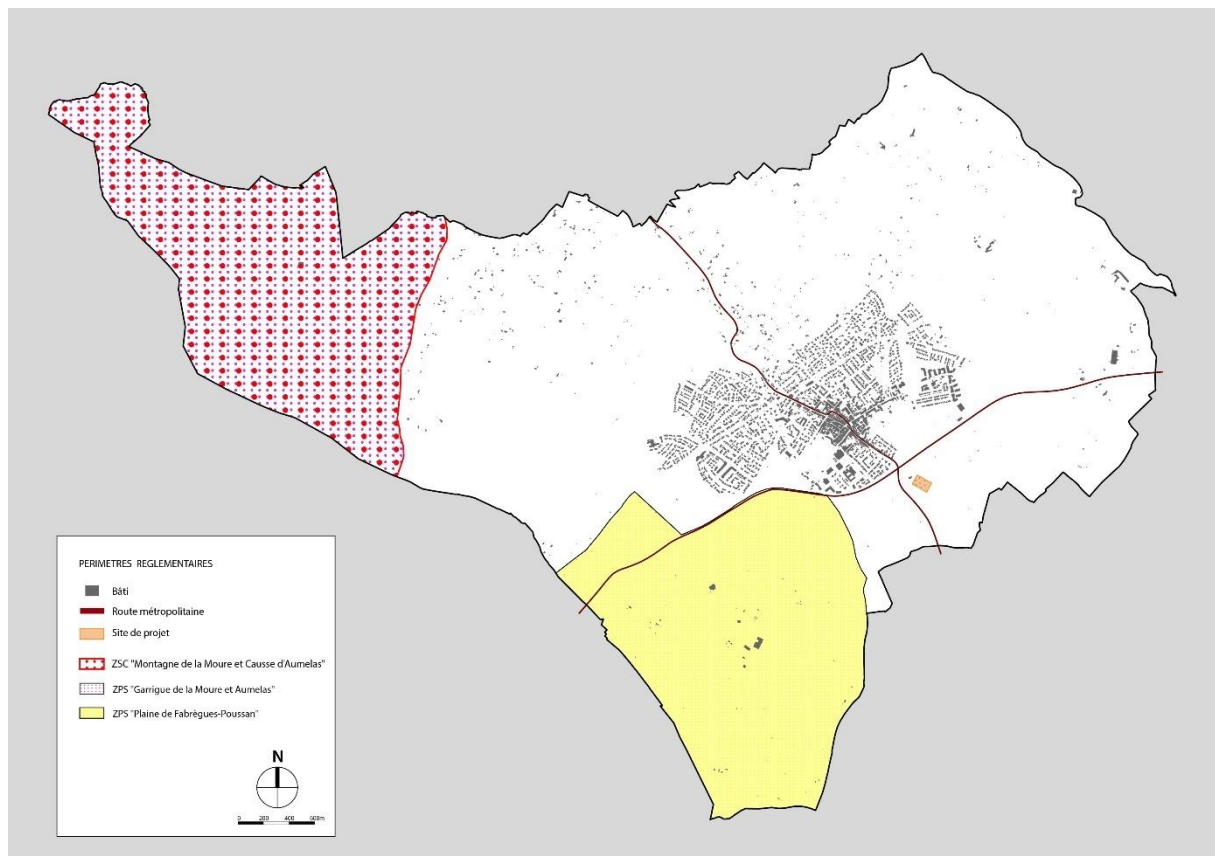 PERIMETRES REGLEMENTAIRES
Bâti
Route métropolitaine
Site de projet
ZSC "Montagne de la Moure et Causse d'Aumelas"
ZPS "Garrigue de la Moure et Aumelas"
ZPS "Plaine de Fabrègues-Poussan"
N
0 200 400 600m